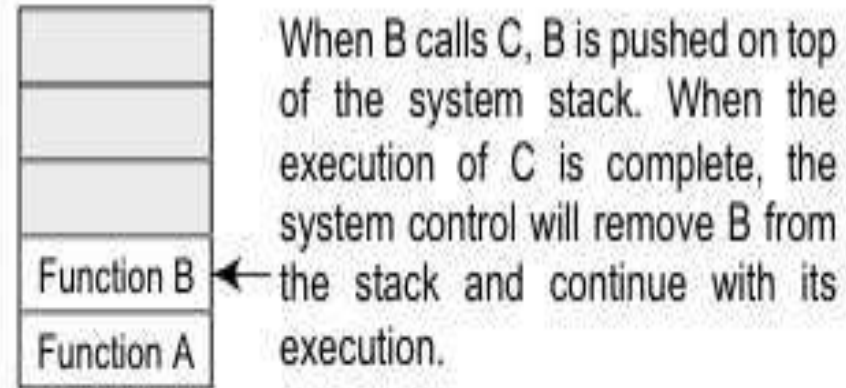 When B calls C, B is pushed on top
of the system stack. When the
execution of C is complete, the
system control will remove B from
the stack and continue with its
execution.
Function B
Function A